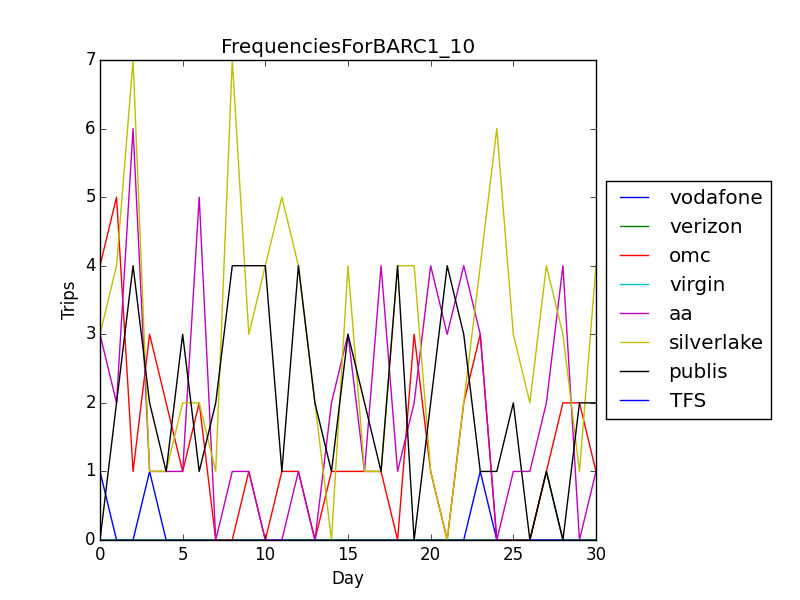 FrequenciesForBARC1_10
7
6
5
4
3
2
1
0
Trips
0 5 10 15 20 25 30
Day
vodafone
verizon
omc
virgin
aa
silverlake
publis
TFS